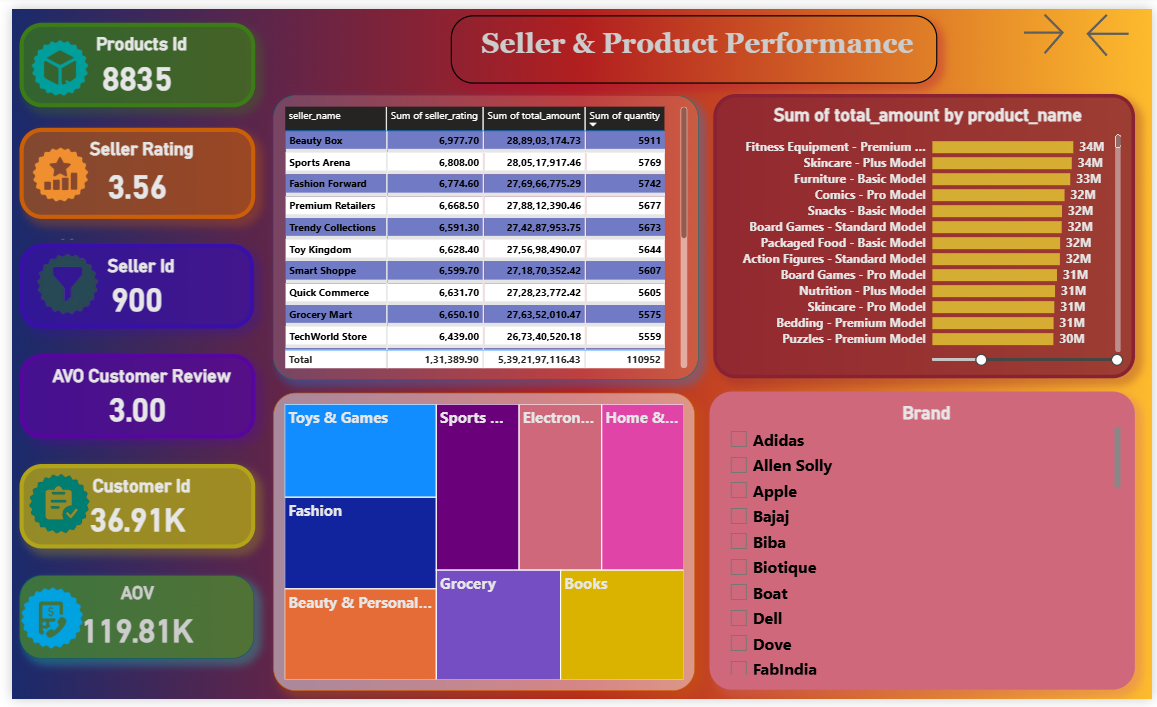 Seller & Product Performance
Products Id
8835
Seller Rating
3.56
Seller Id
900
AVO Customer Review
3.00
Customer Id
36.91K
AOV
119.81K
seller_name Sum of seller_rating Sum of total_amount Sum of quantity
Beauty Box 6,977.70 28,89,03,174.73 5911
Sports Arena 6,808.00 28,05,17,917.46 5769
Fashion Forward 6,774.60 27,69,66,775.29 5742
Premium Retailers 6,668.50 27,88,12,390.46 5677
Trendy Collections 6,591.30 27,42,87,953.75 5673
Toy Kingdom 6,628.40 27,56,98,490.07 5644
Smart Shoppe 6,599.70 27,18,70,352.42 5607
Quick Commerce 6,631.70 27,28,23,772.42 5605
Grocery Mart 6,650.10 27,63,52,010.47 5575
TechWorld Store 6,439.00 26,73,40,520.18 5559
Total 1,31,389.90 5,39,21,97,116.43 110952
Sum of total_amount by product_name
Fitness Equipment - Premium ... 34M
Skincare - Plus Model 34M
Furniture - Basic Model 33M
Comics - Pro Model 32M
Snacks - Basic Model 32M
Board Games - Standard Model 32M
Packaged Food - Basic Model 32M
Action Figures - Standard Model 32M
Board Games - Pro Model 31M
Nutrition - Plus Model 31M
Skincare - Pro Model 31M
Bedding - Premium Model 31M
Puzzles - Premium Model 30M
Toys & Games
Fashion
Beauty & Personal...
Sports ...
Electron...
Home &...
Grocery
Books
Brand
Adidas
Allen Solly
Apple
Bajaj
Biba
Biotique
Boat
Dell
Dove
FabIndia